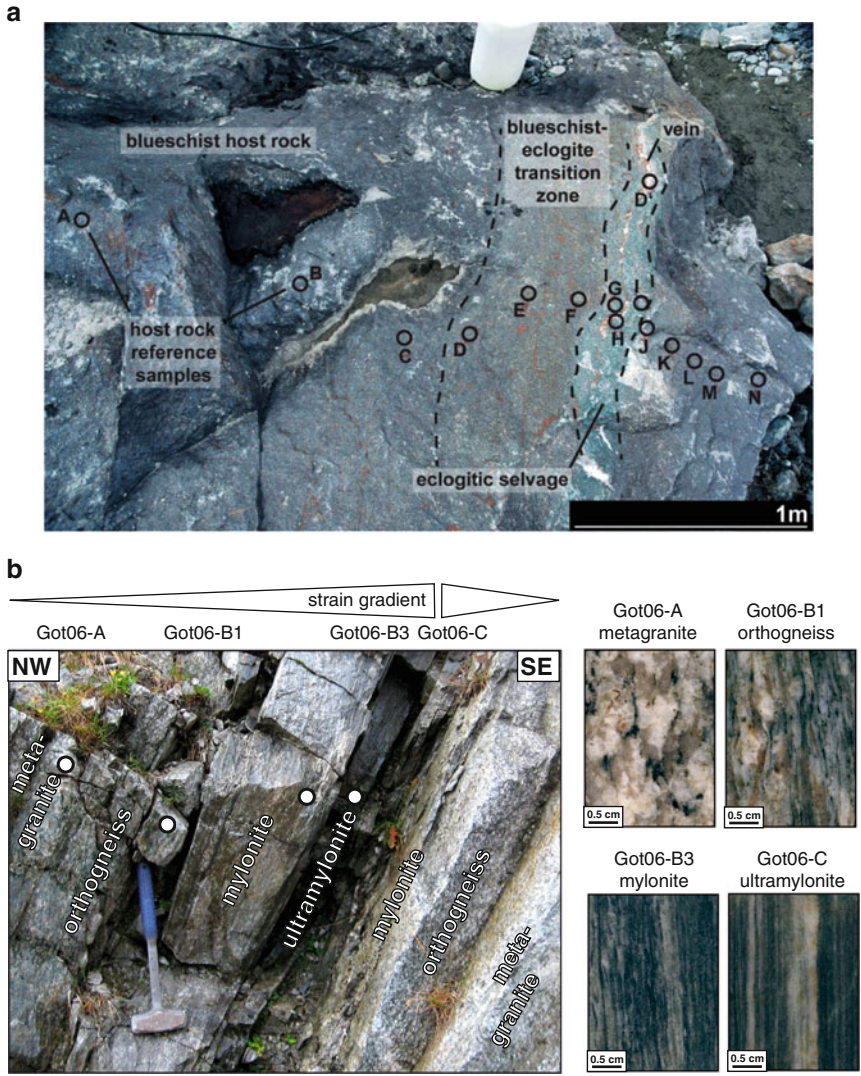 a
blueschist host rock
blueschist-
eclogite
transition
zone
vein
A
B
host rock
reference
samples
C
D
E
F
G
H
I
D
J
K
L
M
N
eclogitic selvage
1m
b
strain gradient
Got06-A
Got06-B1
Got06-B3
Got06-C
NW
SE
meta-
granite
orthogneiss
mylonite
ultramylonite
mylonite
orthogneiss
meta-
granite
Got06-A
metagranite
0.5 cm
Got06-B1
orthogneiss
0.5 cm
Got06-B3
mylonite
0.5 cm
Got06-C
ultramylonite
0.5 cm